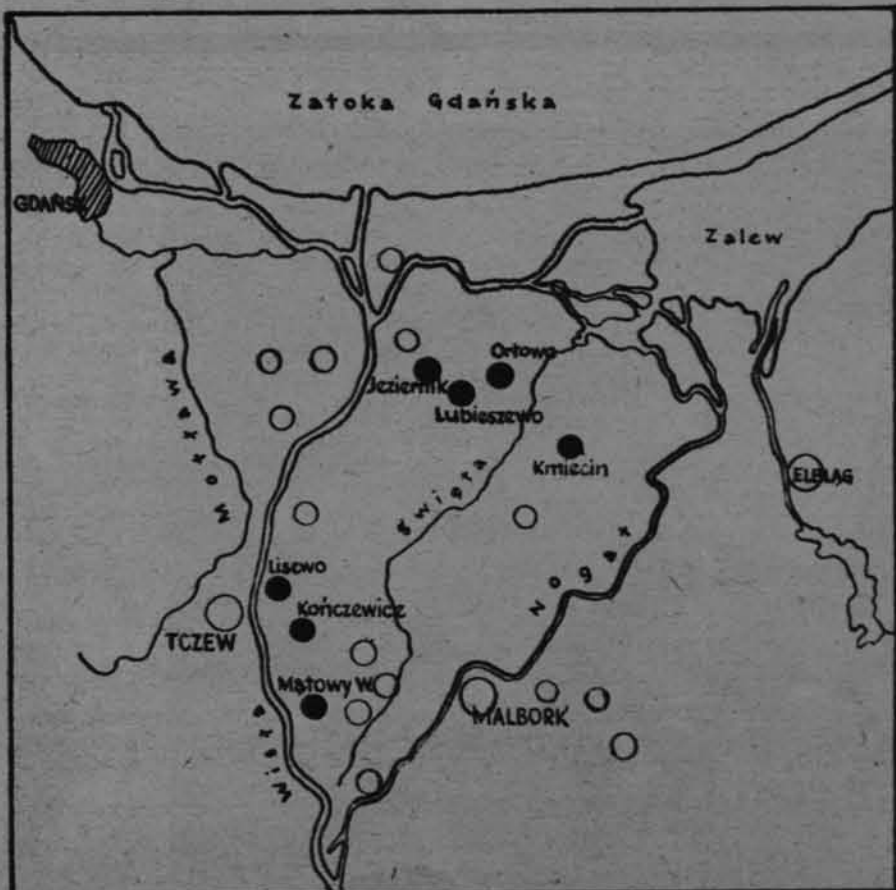 Zatoka Gdańska
GDAŃSK
Zalew
Orłowo
Jeziernik
Lubieszewo
Kmiecin
Święta
ELBLĄG
Nogat
Lisewo
Kończewice
TCZEW
Mątowy W.
MALBORK
Wisła